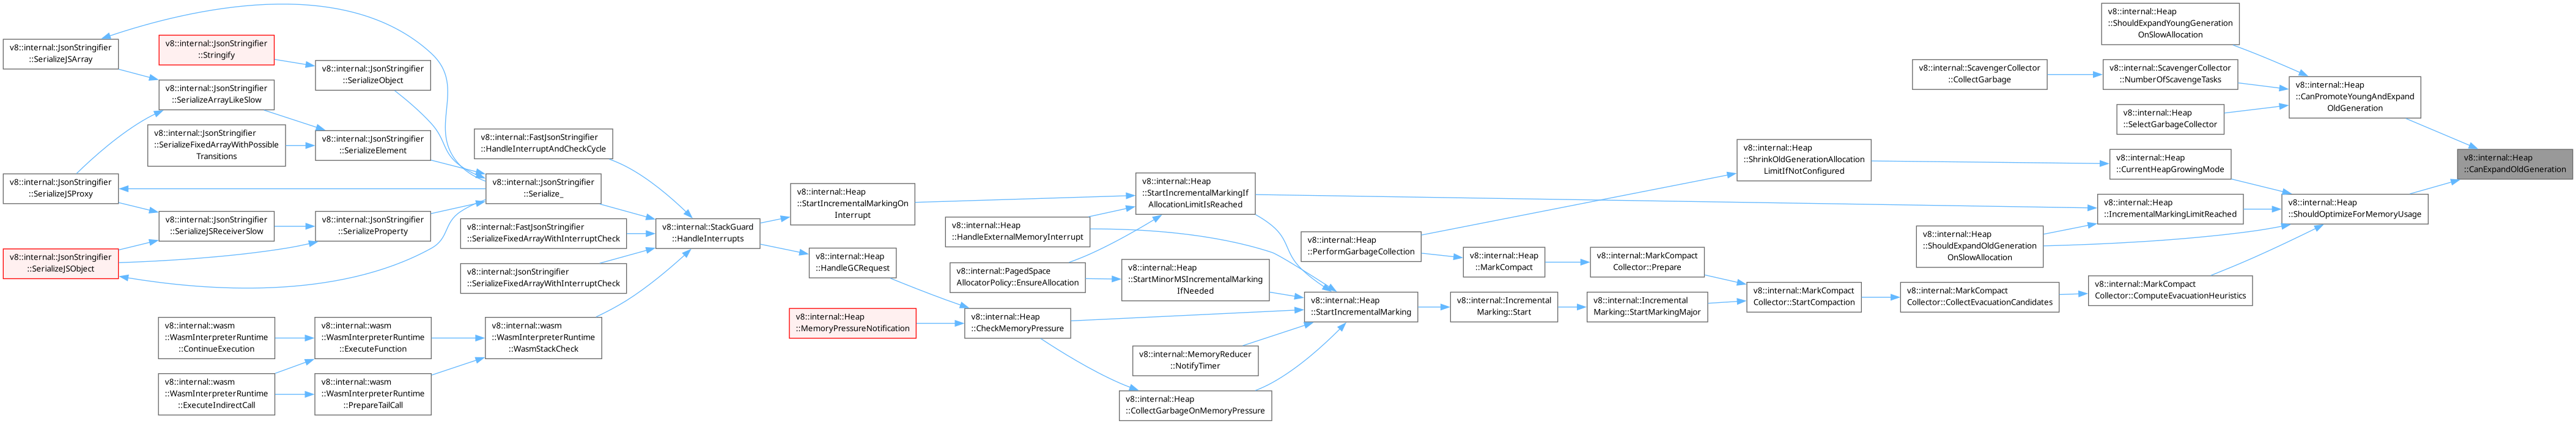 v8::internal::JsonStringifier
::SerializeJSArray
v8::internal::JsonStringifier
::Stringify
v8::internal::JsonStringifier
::SerializeObject
v8::internal::JsonStringifier
::SerializeArrayLikeSlow
v8::internal::JsonStringifier
::SerializeFixedArrayWithPossible
Transitions
v8::internal::JsonStringifier
::SerializeElement
v8::internal::JsonStringifier
::SerializeJSProxy
v8::internal::JsonStringifier
::SerializeJSReceiverSlow
v8::internal::JsonStringifier
::SerializeProperty
v8::internal::JsonStringifier
::SerializeJSObject
v8::internal::wasm
::WasmInterpreterRuntime
::ContinueExecution
v8::internal::wasm
::WasmInterpreterRuntime
::ExecuteFunction
v8::internal::wasm
::WasmInterpreterRuntime
::ExecuteIndirectCall
v8::internal::wasm
::WasmInterpreterRuntime
::PrepareTailCall
v8::internal::FastJsonStringifier
::HandleInterruptAndCheckCycle
v8::internal::JsonStringifier
::Serialize_
v8::internal::FastJsonStringifier
::SerializeFixedArrayWithInterruptCheck
v8::internal::JsonStringifier
::SerializeFixedArrayWithInterruptCheck
v8::internal::wasm
::WasmInterpreterRuntime
::WasmStackCheck
v8::internal::StackGuard
::HandleInterrupts
v8::internal::Heap
::StartIncrementalMarkingOn
Interrupt
v8::internal::Heap
::HandleGCRequest
v8::internal::Heap
::MemoryPressureNotification
v8::internal::Heap
::HandleExternalMemoryInterrupt
v8::internal::PagedSpace
AllocatorPolicy::EnsureAllocation
v8::internal::Heap
::CheckMemoryPressure
v8::internal::Heap
::StartIncrementalMarkingIf
AllocationLimitIsReached
v8::internal::Heap
::StartMinorMSIncrementalMarking
IfNeeded
v8::internal::MemoryReducer
::NotifyTimer
v8::internal::Heap
::CollectGarbageOnMemoryPressure
v8::internal::Heap
::PerformGarbageCollection
v8::internal::Heap
::StartIncrementalMarking
v8::internal::Heap
::MarkCompact
v8::internal::Incremental
Marking::Start
v8::internal::MarkCompact
Collector::Prepare
v8::internal::Incremental
Marking::StartMarkingMajor
v8::internal::Heap
::ShrinkOldGenerationAllocation
LimitIfNotConfigured
v8::internal::MarkCompact
Collector::StartCompaction
v8::internal::ScavengerCollector
::CollectGarbage
v8::internal::Heap
::ShouldExpandOldGeneration
OnSlowAllocation
v8::internal::MarkCompact
Collector::CollectEvacuationCandidates
v8::internal::Heap
::ShouldExpandYoungGeneration
OnSlowAllocation
v8::internal::ScavengerCollector
::NumberOfScavengeTasks
v8::internal::Heap
::SelectGarbageCollector
v8::internal::Heap
::CurrentHeapGrowingMode
v8::internal::Heap
::IncrementalMarkingLimitReached
v8::internal::MarkCompact
Collector::ComputeEvacuationHeuristics
v8::internal::Heap
::CanPromoteYoungAndExpand
OldGeneration
v8::internal::Heap
::ShouldOptimizeForMemoryUsage
v8::internal::Heap
::CanExpandOldGeneration